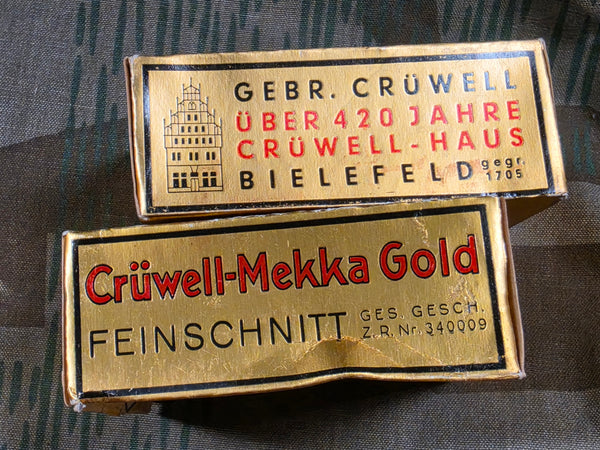 GEBR. CRÜWELL
ÜBER 420 JAHRE
CRÜWELL-HAUS
BIELEFELD gegr. 1705
Crüwell-Mekka Gold
FEINSCHNITT GES. GESCH.
Z.R. Nr. 340009